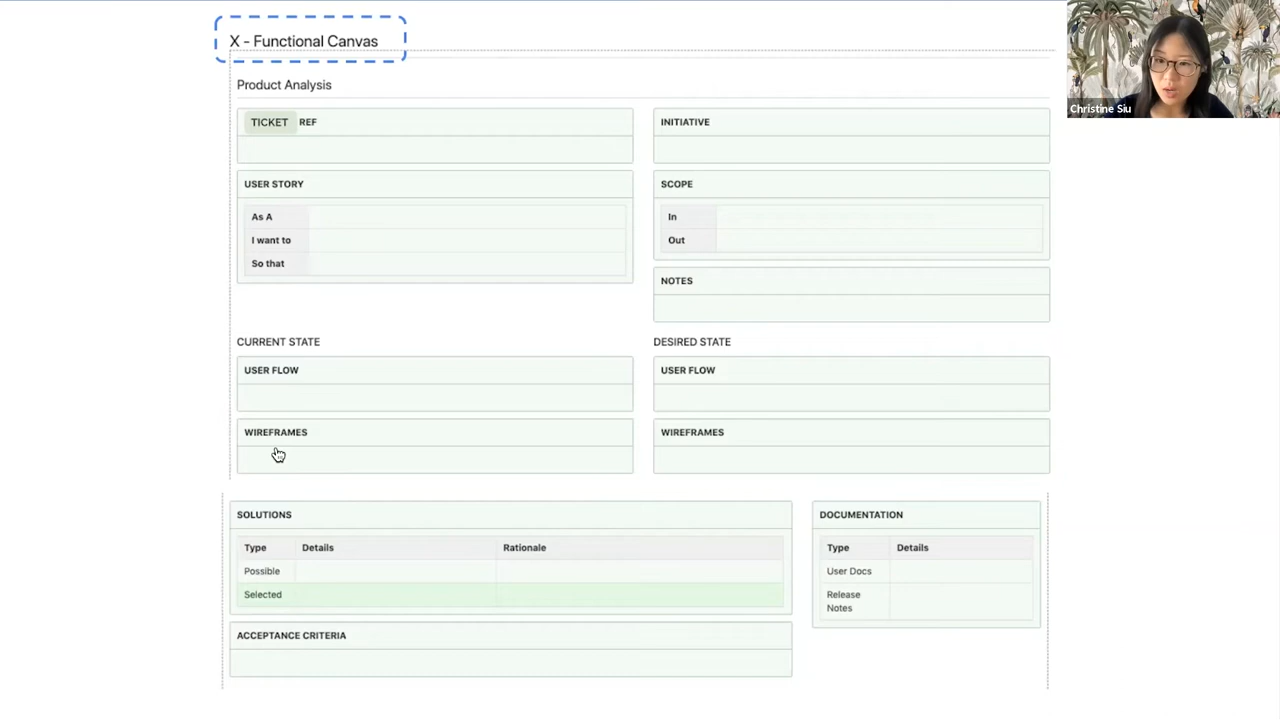 X - Functional Canvas
Christine Siu
Product Analysis
TICKET REF
INITIATIVE
USER STORY
As A
I want to
So that
SCOPE
In
Out
NOTES
CURRENT STATE
DESIRED STATE
USER FLOW
USER FLOW
WIREFRAMES
WIREFRAMES
SOLUTIONS
Type Details Rationale
Possible
Selected
DOCUMENTATION
Type Details
User Docs
Release
Notes
ACCEPTANCE CRITERIA